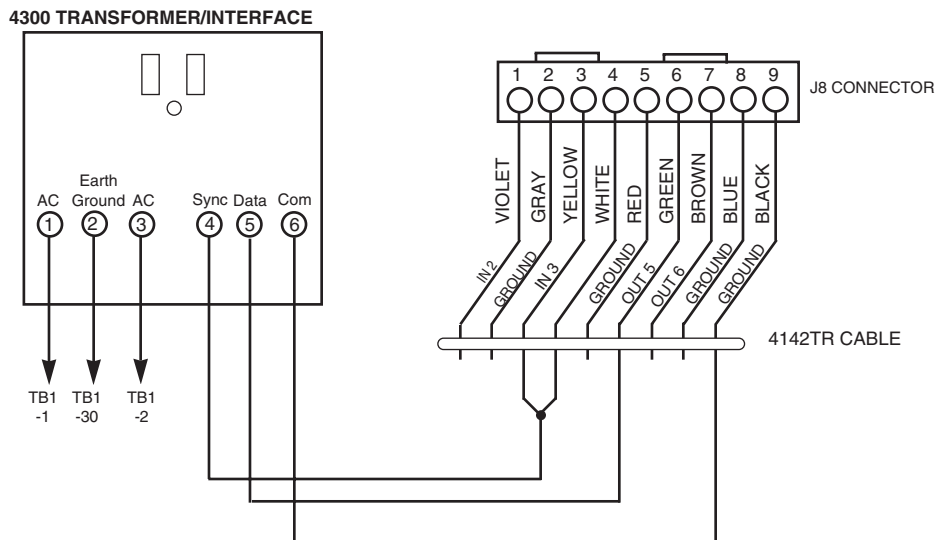 4300 TRANSFORMER/INTERFACE
1 2 3 4 5 6 7 8 9
J8 CONNECTOR
VIOLET
GRAY
YELLOW
WHITE
RED
GREEN
BROWN
BLUE
BLACK
Earth
AC Ground AC Sync Data Com
1 2 3 4 5 6
IN 2
GROUND
IN 3
GROUND
OUT 5
OUT 6
GROUND
GROUND
4142TR CABLE
TB1 TB1 TB1
-1 -30 -2